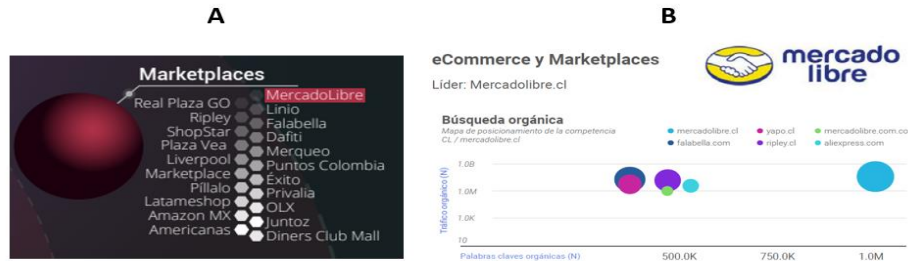 A
Marketplaces
Real Plaza GO
Ripley
ShopStar
Plaza Vea
Liverpool
Marketplace
Píllalo
Latameshop
Amazon MX
Americanas
MercadoLibre
Linio
Falabella
Dafiti
Merqueo
Puntos Colombia
Éxito
Privalia
OLX
Juntoz
Diners Club Mall
B
eCommerce y Marketplaces
Líder: Mercadolibre.cl
mercado
libre
Búsqueda orgánica
Mapa de posicionamiento de la competencia
CL / mercadolibre.cl
mercadolibre.cl yapo.cl mercadolibre.com.co
falabella.com ripley.cl aliexpress.com
Tráfico orgánico (N)
1.0B
1.0M
1.0K
10
Palabras claves orgánicas (N) 500.0K 750.0K 1.0M